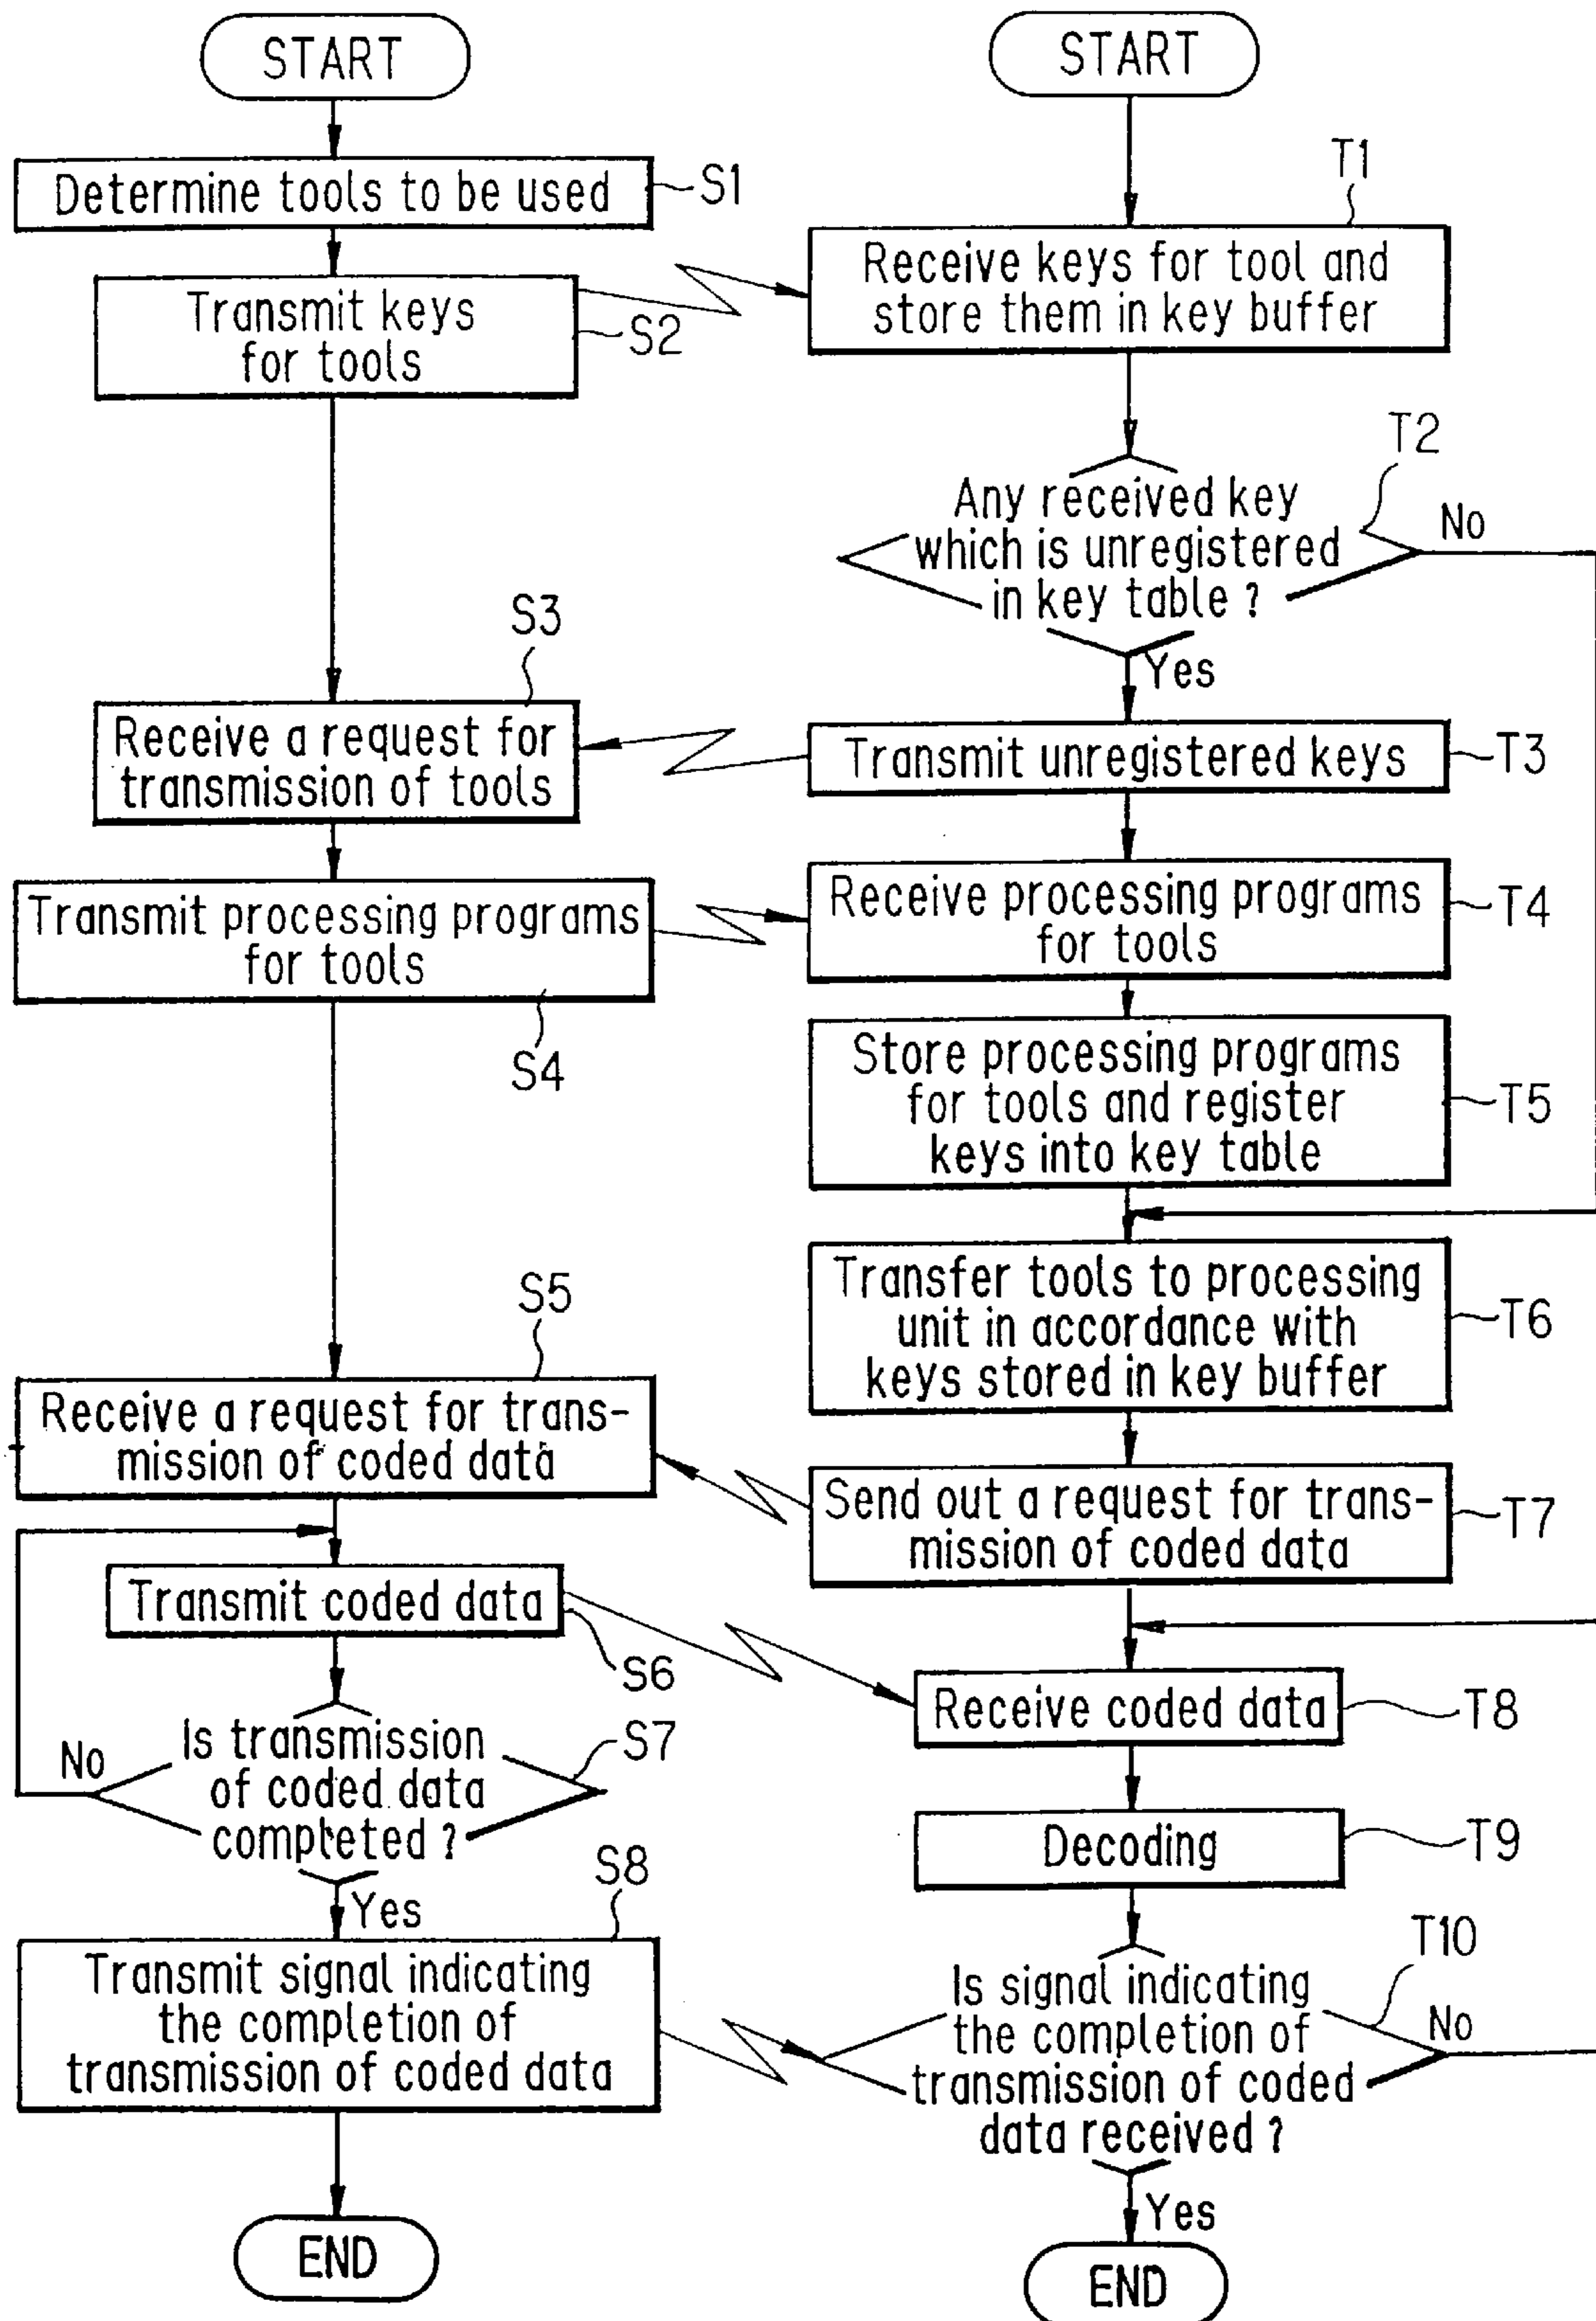 START
Determine tools to be used
S1
Transmit keys
for tools
S2
S3
Receive a request for
transmission of tools
Transmit processing programs
for tools
S4
S5
Receive a request for trans-
mission of coded data
Transmit coded data
S6
Is transmission
of coded data
completed ?
S7
No
Yes
S8
Transmit signal indicating
the completion of
transmission of coded data
END
START
T1
Receive keys for tool and
store them in key buffer
T2
Any received key
which is unregistered
in key table ?
No
Yes
Transmit unregistered keys
T3
Receive processing programs
for tools
T4
Store processing programs
for tools and register
keys into key table
T5
Transfer tools to processing
unit in accordance with
keys stored in key buffer
T6
Send out a request for trans-
mission of coded data
T7
Receive coded data
T8
Decoding
T9
T10
Is signal indicating
the completion of
transmission of coded
data received ?
No
Yes
END